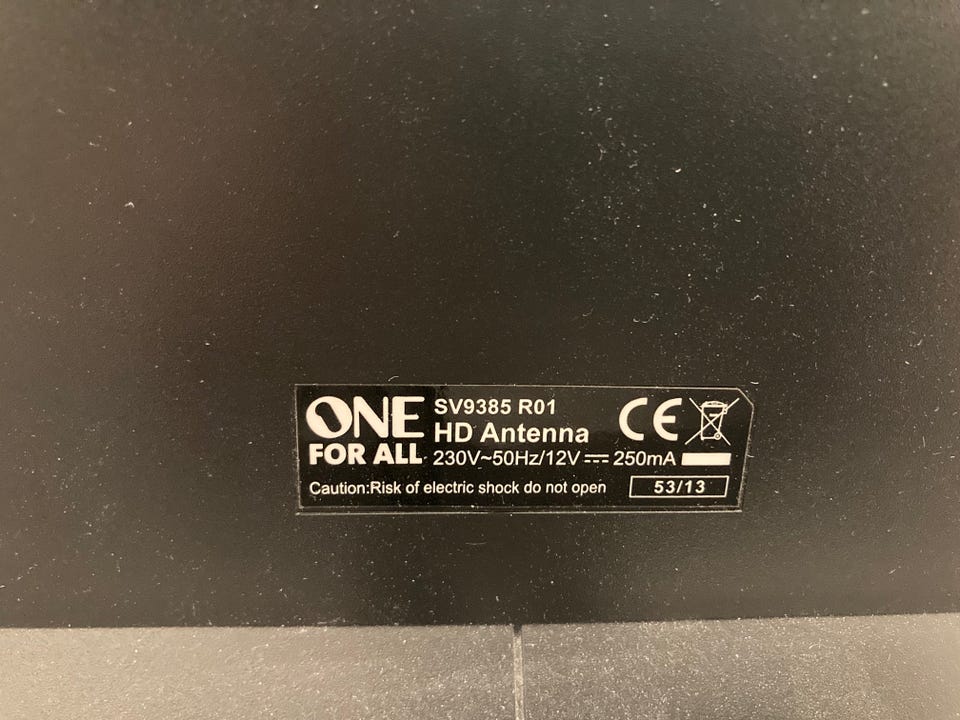 ONE
FOR ALL
SV9385 R01
HD Antenna
230V~50Hz/12V ⎓ 250mA
CE
Caution:Risk of electric shock do not open
53/13